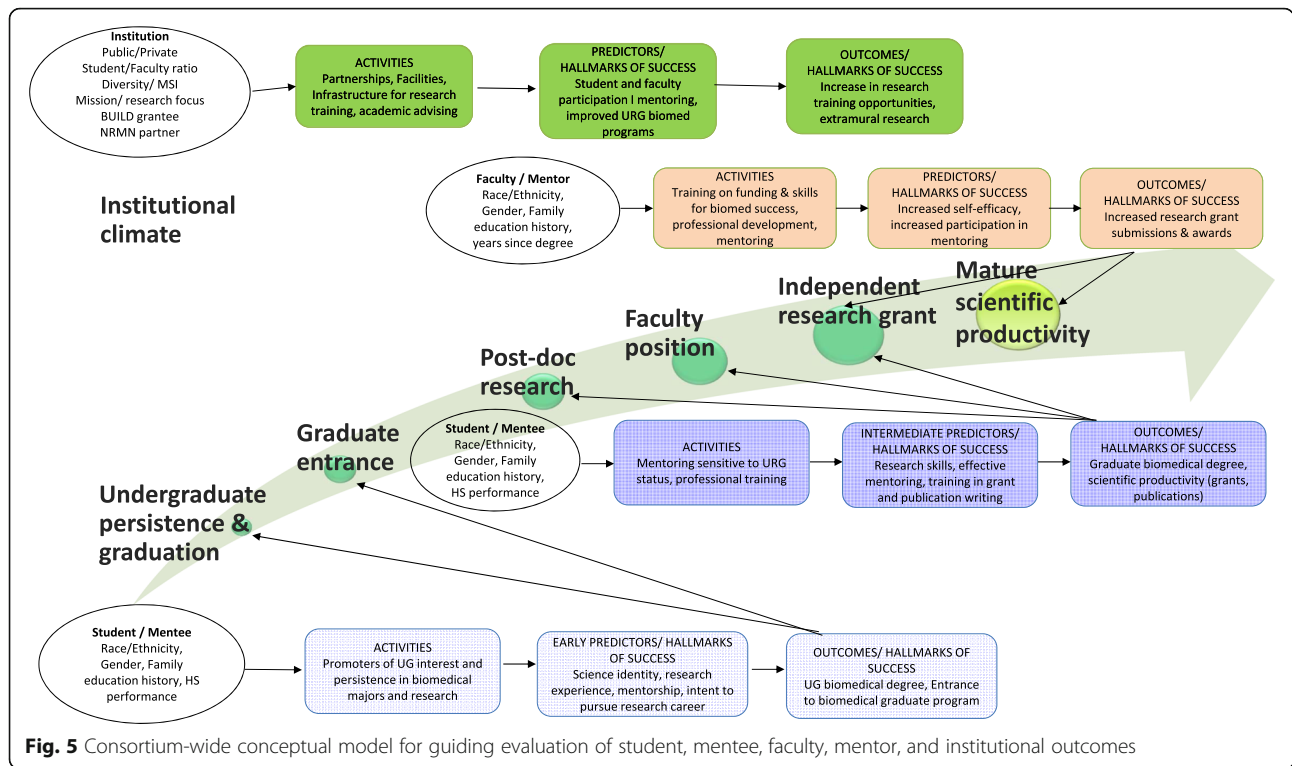 Institution
Public/Private
Student/Faculty ratio
Diversity/ MSI
Mission/ research focus
BUILD grantee
NRMN partner
ACTIVITIES
Partnerships, Facilities,
Infrastructure for research
training, academic advising
PREDICTORS/
HALLMARKS OF SUCCESS
Student and faculty
participation I mentoring,
improved URG biomed
programs
OUTCOMES/
HALLMARKS OF SUCCESS
Increase in research
training opportunities,
extramural research
Institutional
climate
Faculty / Mentor
Race/Ethnicity,
Gender, Family
education history,
years since degree
ACTIVITIES
Training on funding & skills
for biomed success,
professional development,
mentoring
PREDICTORS/
HALLMARKS OF SUCCESS
Increased self-efficacy,
increased participation in
mentoring
OUTCOMES/
HALLMARKS OF SUCCESS
Increased research grant
submissions & awards
Mature
scientific
productivity
Independent
research grant
Faculty
position
Post-doc
research
Graduate
entrance
Undergraduate
persistence &
graduation
Student / Mentee
Race/Ethnicity,
Gender, Family
education history,
HS performance
ACTIVITIES
Mentoring sensitive to URG
status, professional training
INTERMEDIATE PREDICTORS/
HALLMARKS OF SUCCESS
Research skills, effective
mentoring, training in grant
and publication writing
OUTCOMES/
HALLMARKS OF SUCCESS
Graduate biomedical degree,
scientific productivity (grants,
publications)
Student / Mentee
Race/Ethnicity,
Gender, Family
education history, HS
performance
ACTIVITIES
Promoters of UG interest and
persistence in biomedical
majors and research
EARLY PREDICTORS/ HALLMARKS
OF SUCCESS
Science identity, research
experience, mentorship, intent to
pursue research career
OUTCOMES/ HALLMARKS OF
SUCCESS
UG biomedical degree, Entrance
to biomedical graduate program
Fig. 5 Consortium-wide conceptual model for guiding evaluation of student, mentee, faculty, mentor, and institutional outcomes